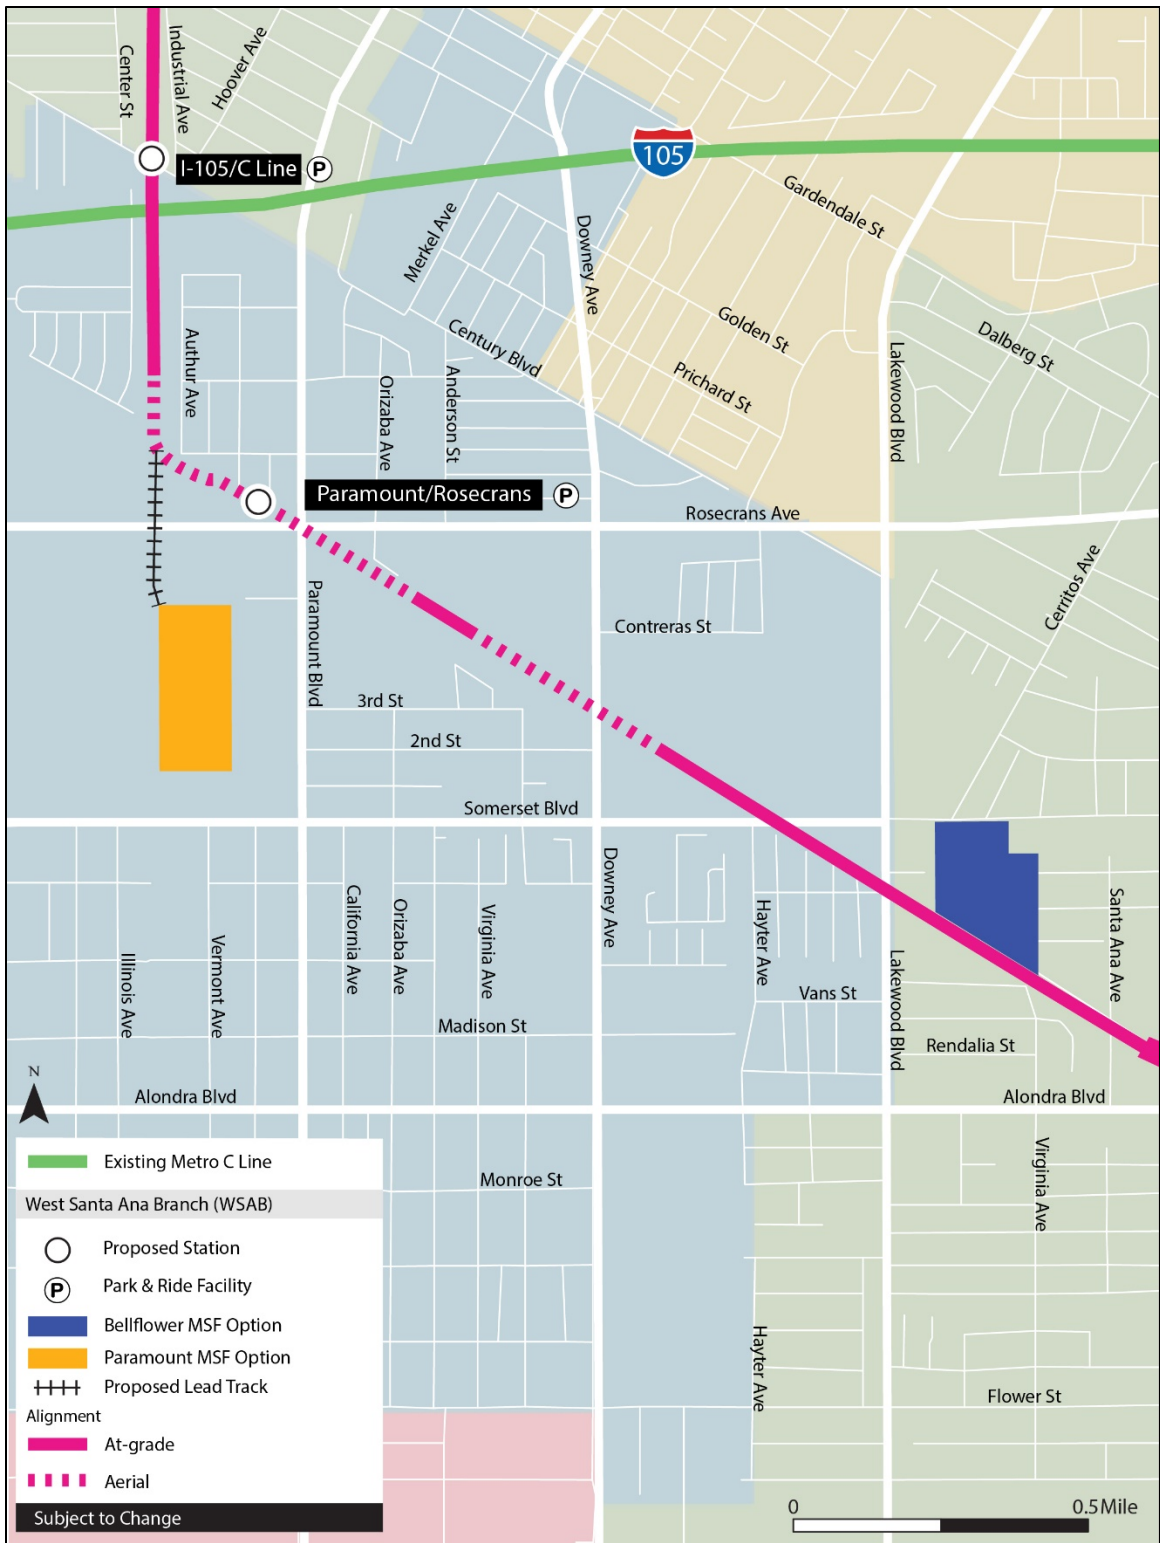 Center St
Industrial Ave
Hoover Ave
I-105/C Line
P
105
Gardendale St
Merkel Ave
Downey Ave
Golden St
Dalberg St
Century Blvd
Prichard St
Authur Ave
Orizaba Ave
Anderson St
Lakewood Blvd
Paramount/Rosecrans
P
Rosecrans Ave
Cerritos Ave
Paramount Blvd
Contreras St
3rd St
2nd St
Somerset Blvd
Illinois Ave
Vermont Ave
California Ave
Orizaba Ave
Virginia Ave
Downey Ave
Hayter Ave
Lakewood Blvd
Santa Ana Ave
Vans St
Madison St
Rendalia St
N
Alondra Blvd
Alondra Blvd
Monroe St
Virginia Ave
Hayter Ave
Flower St
Existing Metro C Line
West Santa Ana Branch (WSAB)
Proposed Station
P
Park & Ride Facility
Bellflower MSF Option
Paramount MSF Option
Proposed Lead Track
Alignment
At-grade
Aerial
Subject to Change
0
0.5Mile